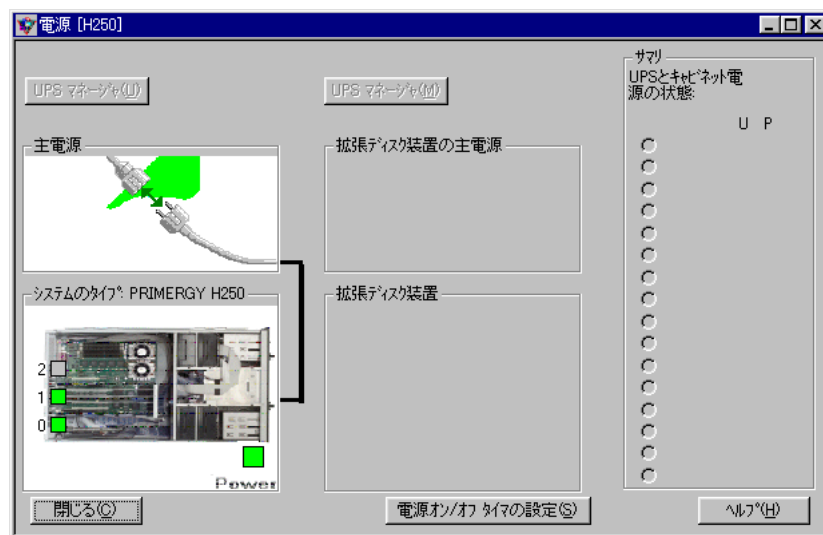 電源 [H250]
UPS マネージャ(U)
UPS マネージャ(M)
サマリ
UPSとキャビネット電
源の状態:
U P
主電源
拡張ディスク装置の主電源
システムのタイプ: PRIMERGY H250
拡張ディスク装置
2
1
0
Power
閉じる(C)
電源オン/オフ タイマの設定(S)
ヘルプ(H)